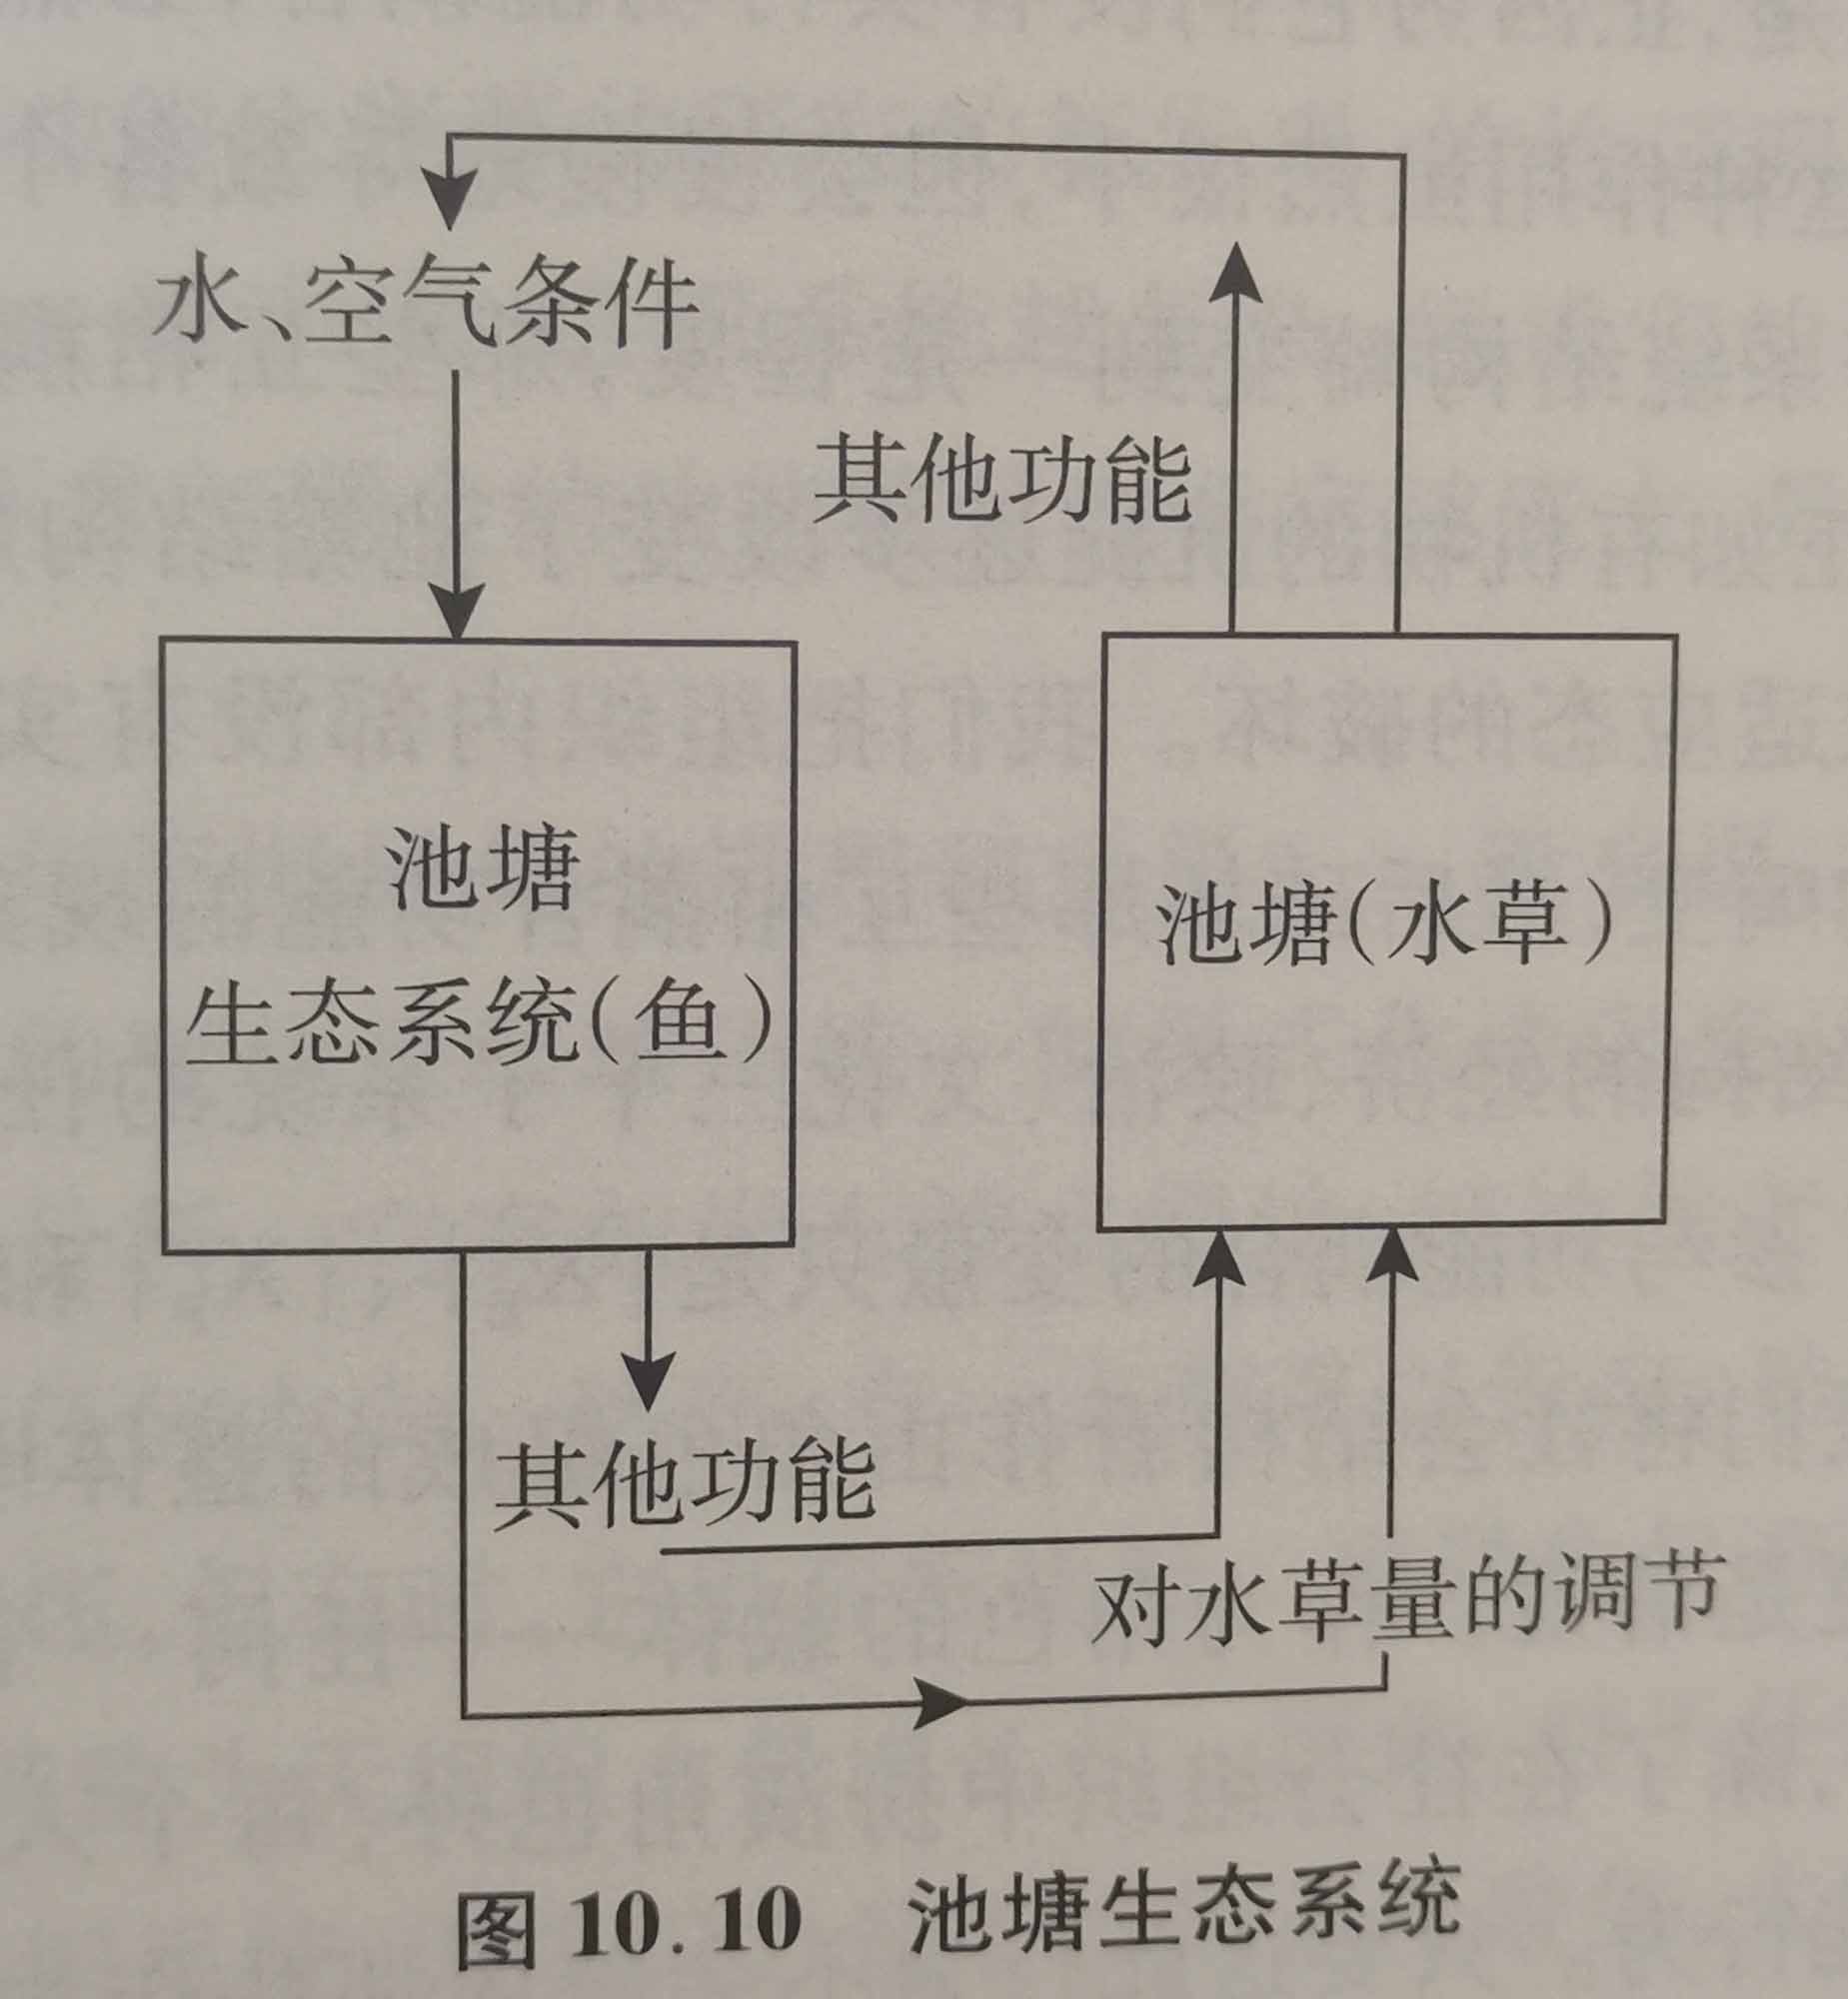 水、空气条件
其他功能
池塘
生态系统(鱼)
池塘(水草)
其他功能
对水草量的调节
图 10.10 池塘生态系统